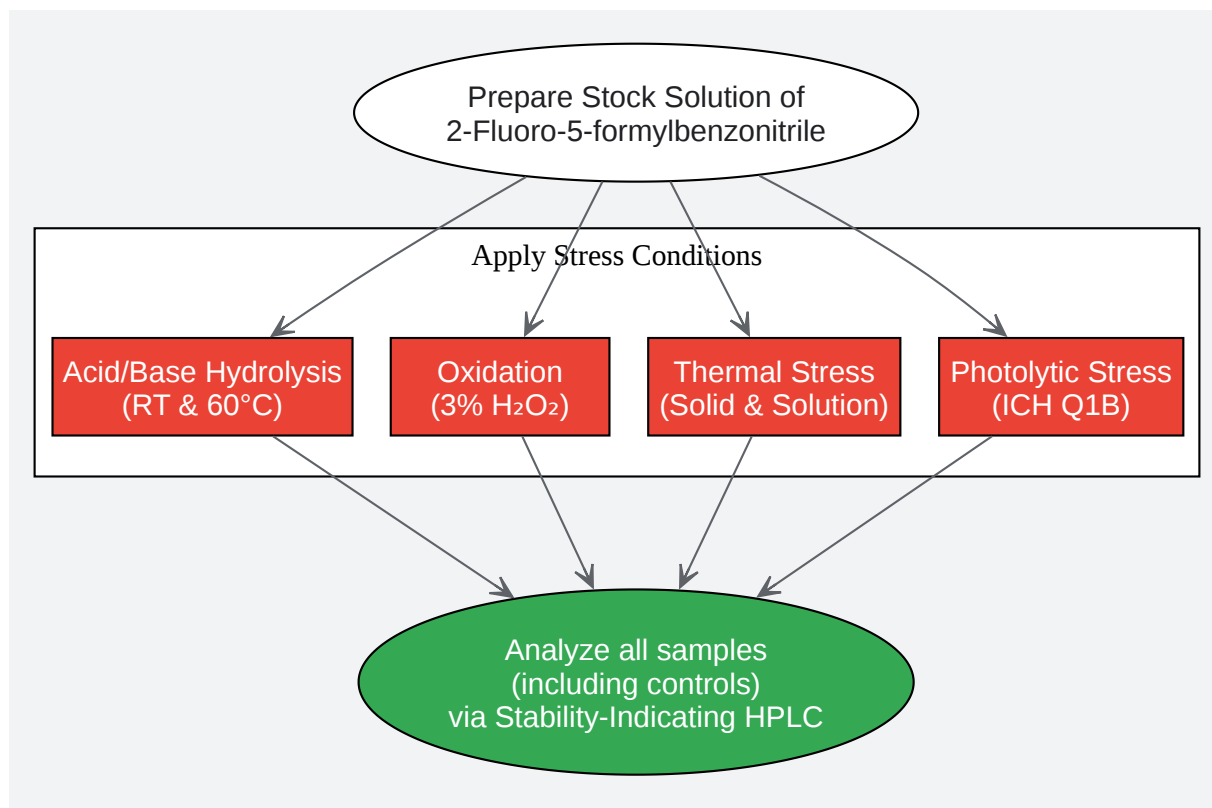 Prepare Stock Solution of
2-Fluoro-5-formylbenzonitrile
Apply Stress Conditions
Acid/Base Hydrolysis
(RT & 60°C)
Oxidation
(3% H₂O₂)
Thermal Stress
(Solid & Solution)
Photolytic Stress
(ICH Q1B)
Analyze all samples
(including controls)
via Stability-Indicating HPLC